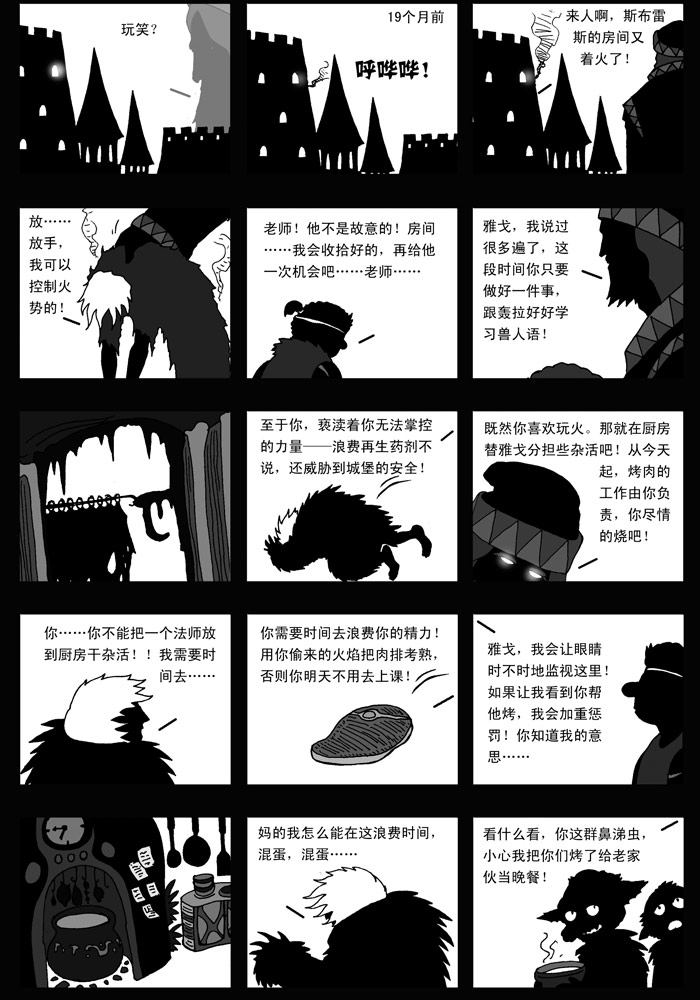 玩笑？
19个月前
呼哗哗！
来人啊，斯布雷
斯的房间又
着火了！
放……
放手，
我可以
控制火
势的！
老师！他不是故意的！房间
……我会收拾好的，再给他
一次机会吧……老师……
雅戈，我说过
很多遍了，这
段时间你只要
做好一件事，
跟轰拉好好学
习兽人语！
至于你，亵渎着你无法掌控
的力量——浪费再生药剂不
说，还威胁到城堡的安全！
既然你喜欢玩火。那就在厨房
替雅戈分担些杂活吧！从今天
起，烤肉的
工作由你负
责，你尽情
的烧吧！
你……你不能把一个法师放
到厨房干杂活！！我需要时
间去……
你需要时间去浪费你的精力！
用你偷来的火焰把肉排考熟，
否则你明天不用去上课！
雅戈，我会让眼睛
时不时地监视这里！
如果让我看到你帮
他烤，我会加重惩
罚！你知道我的意
思……
妈的我怎么能在这浪费时间，
混蛋，混蛋……
看什么看，你这群鼻涕虫，
小心我把你们烤了给老家
伙当晚餐！